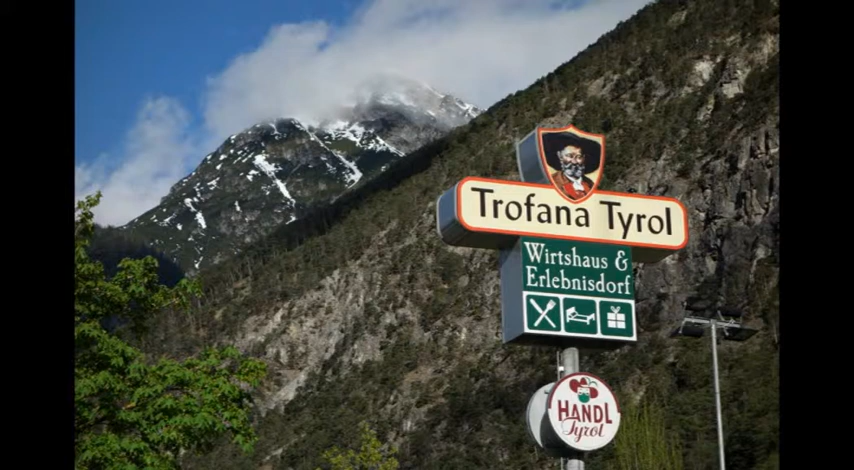 Trofana Tyrol
Wirtshaus &
Erlebnisdorf
HANDL
Tyrol